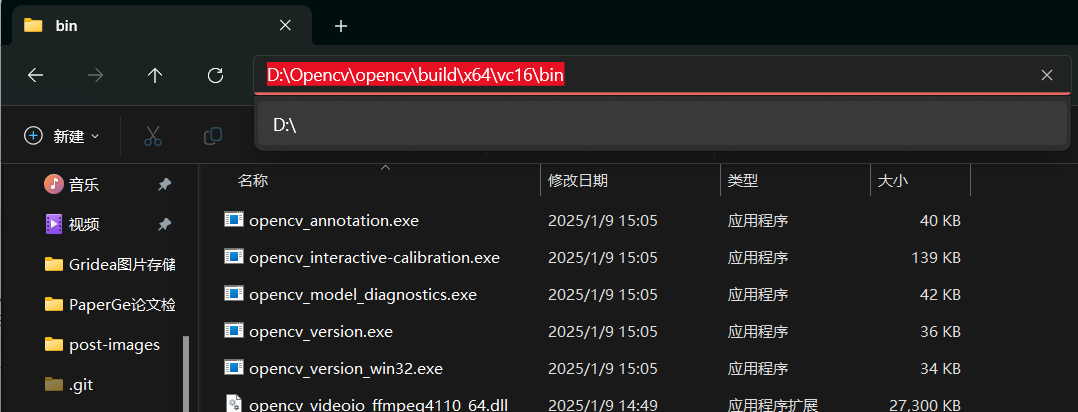 bin
D:\Opencv\opencv\build\x64\vc16\bin
D:\
新建
音乐
视频
Gridea图片存储
PaperGe论文检
post-images
.git
名称 修改日期 类型 大小
opencv_annotation.exe 2025/1/9 15:05 应用程序 40 KB
opencv_interactive-calibration.exe 2025/1/9 15:05 应用程序 139 KB
opencv_model_diagnostics.exe 2025/1/9 15:05 应用程序 42 KB
opencv_version.exe 2025/1/9 15:05 应用程序 36 KB
opencv_version_win32.exe 2025/1/9 15:05 应用程序 34 KB
opencv_videoio_ffmpeg4110_64.dll 2025/1/9 14:49 应用程序扩展 27,300 KB